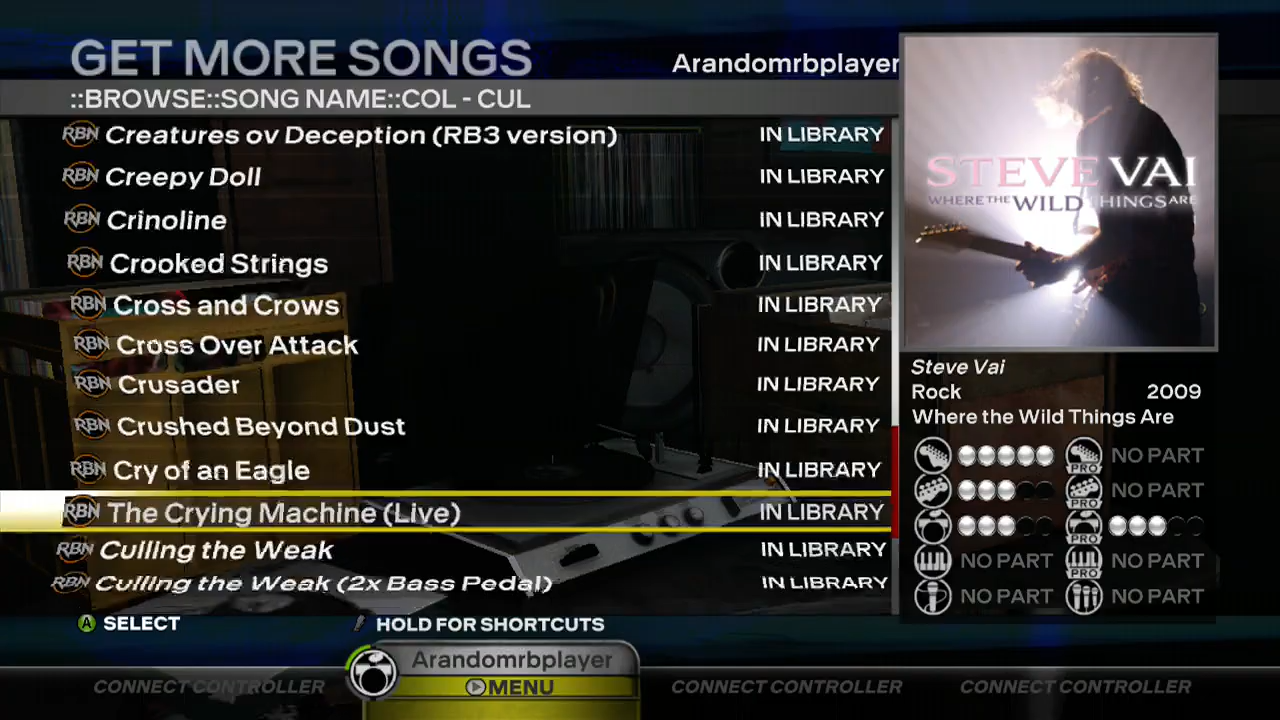 GET MORE SONGS
Arandomrbplayer
::BROWSE::SONG NAME::COL - CUL
RBN Creatures ov Deception (RB3 version) IN LIBRARY
RBN Creepy Doll IN LIBRARY
RBN Crinoline IN LIBRARY
RBN Crooked Strings IN LIBRARY
RBN Cross and Crows IN LIBRARY
RBN Cross Over Attack IN LIBRARY
RBN Crusader IN LIBRARY
RBN Crushed Beyond Dust IN LIBRARY
RBN Cry of an Eagle IN LIBRARY
RBN The Crying Machine (Live) IN LIBRARY
RBN Culling the Weak IN LIBRARY
RBN Culling the Weak (2x Bass Pedal) IN LIBRARY
STEVE VAI
WHERE THE WILD THINGS ARE
Steve Vai
Rock 2009
Where the Wild Things Are
PRO NO PART
PRO NO PART
PRO
NO PART PRO NO PART
NO PART NO PART
A SELECT HOLD FOR SHORTCUTS
Arandomrbplayer
CONNECT CONTROLLER MENU CONNECT CONTROLLER CONNECT CONTROLLER